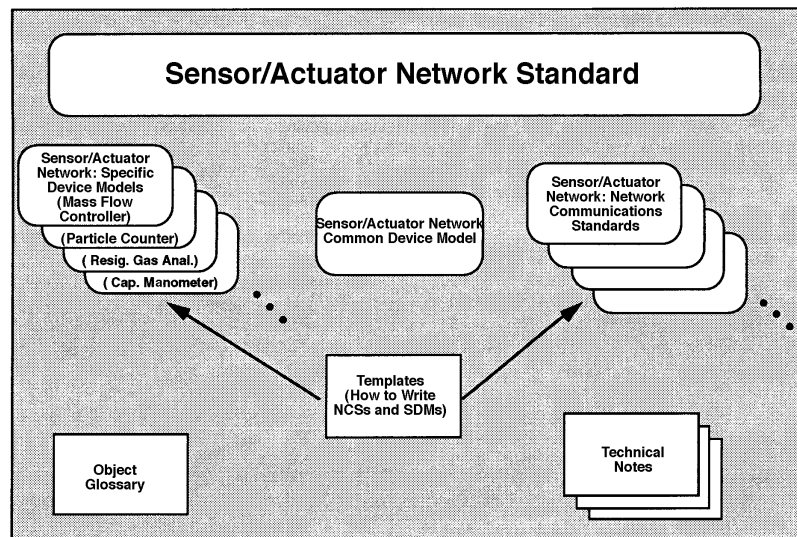 Sensor/Actuator Network Standard
Sensor/Actuator
Network: Specific
Device Models
(Mass Flow
Controller)
(Particle Counter)
( Resig. Gas Anal.)
( Cap. Manometer)
Sensor/Actuator Network
Common Device Model
Sensor/Actuator
Network: Network
Communications
Standards
Templates
(How to Write
NCSs and SDMs)
Object
Glossary
Technical
Notes